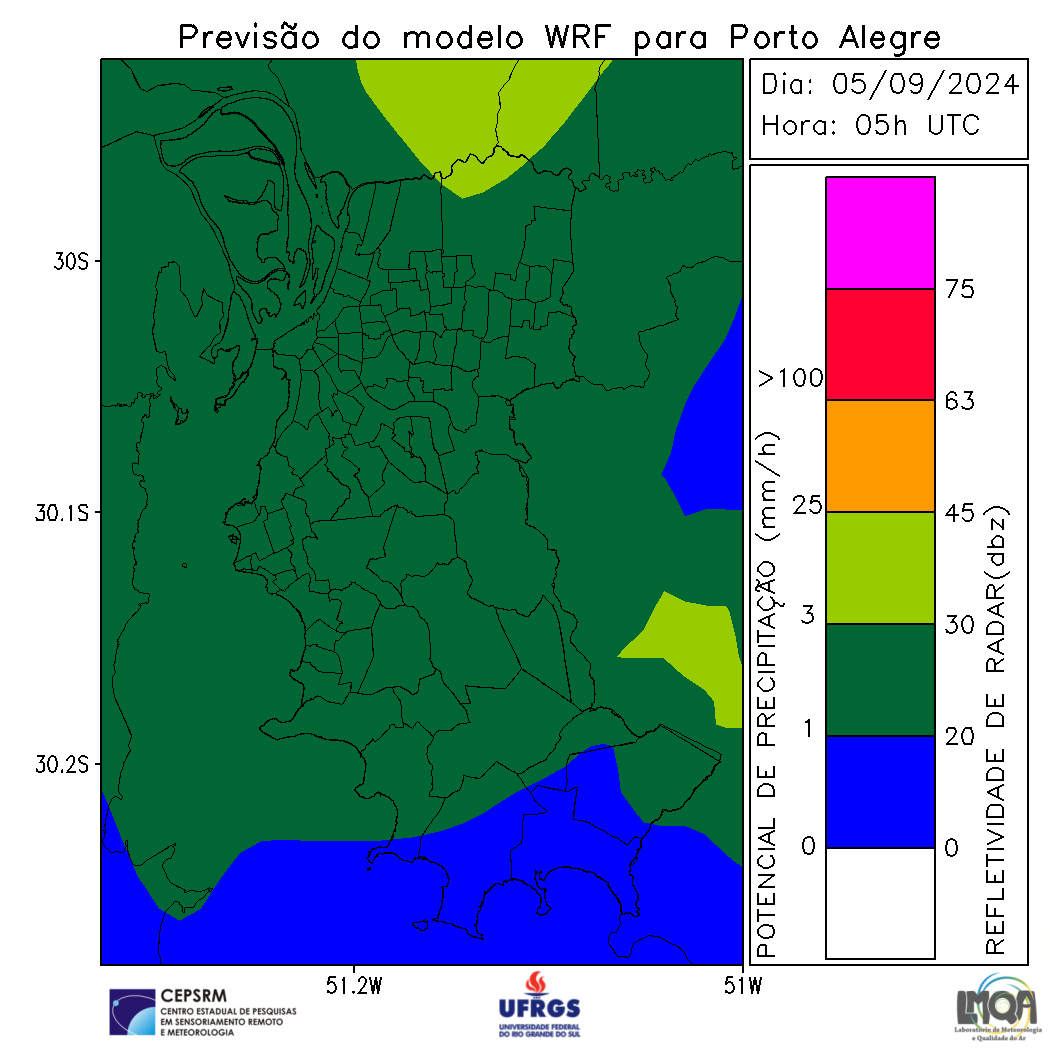 Previsão do modelo WRF para Porto Alegre
Dia: 05/09/2024
Hora: 05h UTC
30S
30.1S
30.2S
51.2W
51W
POTENCIAL DE PRECIPITAÇÃO (mm/h)
>100
25
3
1
0
75
63
45
30
20
0
REFLETIVIDADE DE RADAR(dbz)
CEPSRM
CENTRO ESTADUAL DE PESQUISAS
EM SENSORIAMENTO REMOTO
E METEOROLOGIA
UFRGS
UNIVERSIDADE FEDERAL
DO RIO GRANDE DO SUL
LMQA
Laboratório de Meteorologia
e Qualidade do Ar